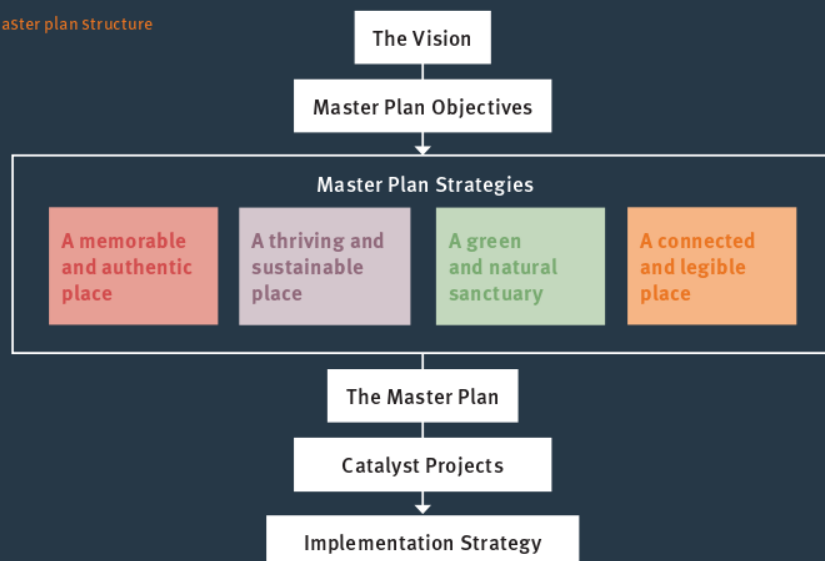 aster plan structure
The Vision
Master Plan Objectives
Master Plan Strategies
A memorable
and authentic
place
A thriving and
sustainable
place
A green
and natural
sanctuary
A connected
and legible
place
The Master Plan
Catalyst Projects
Implementation Strategy